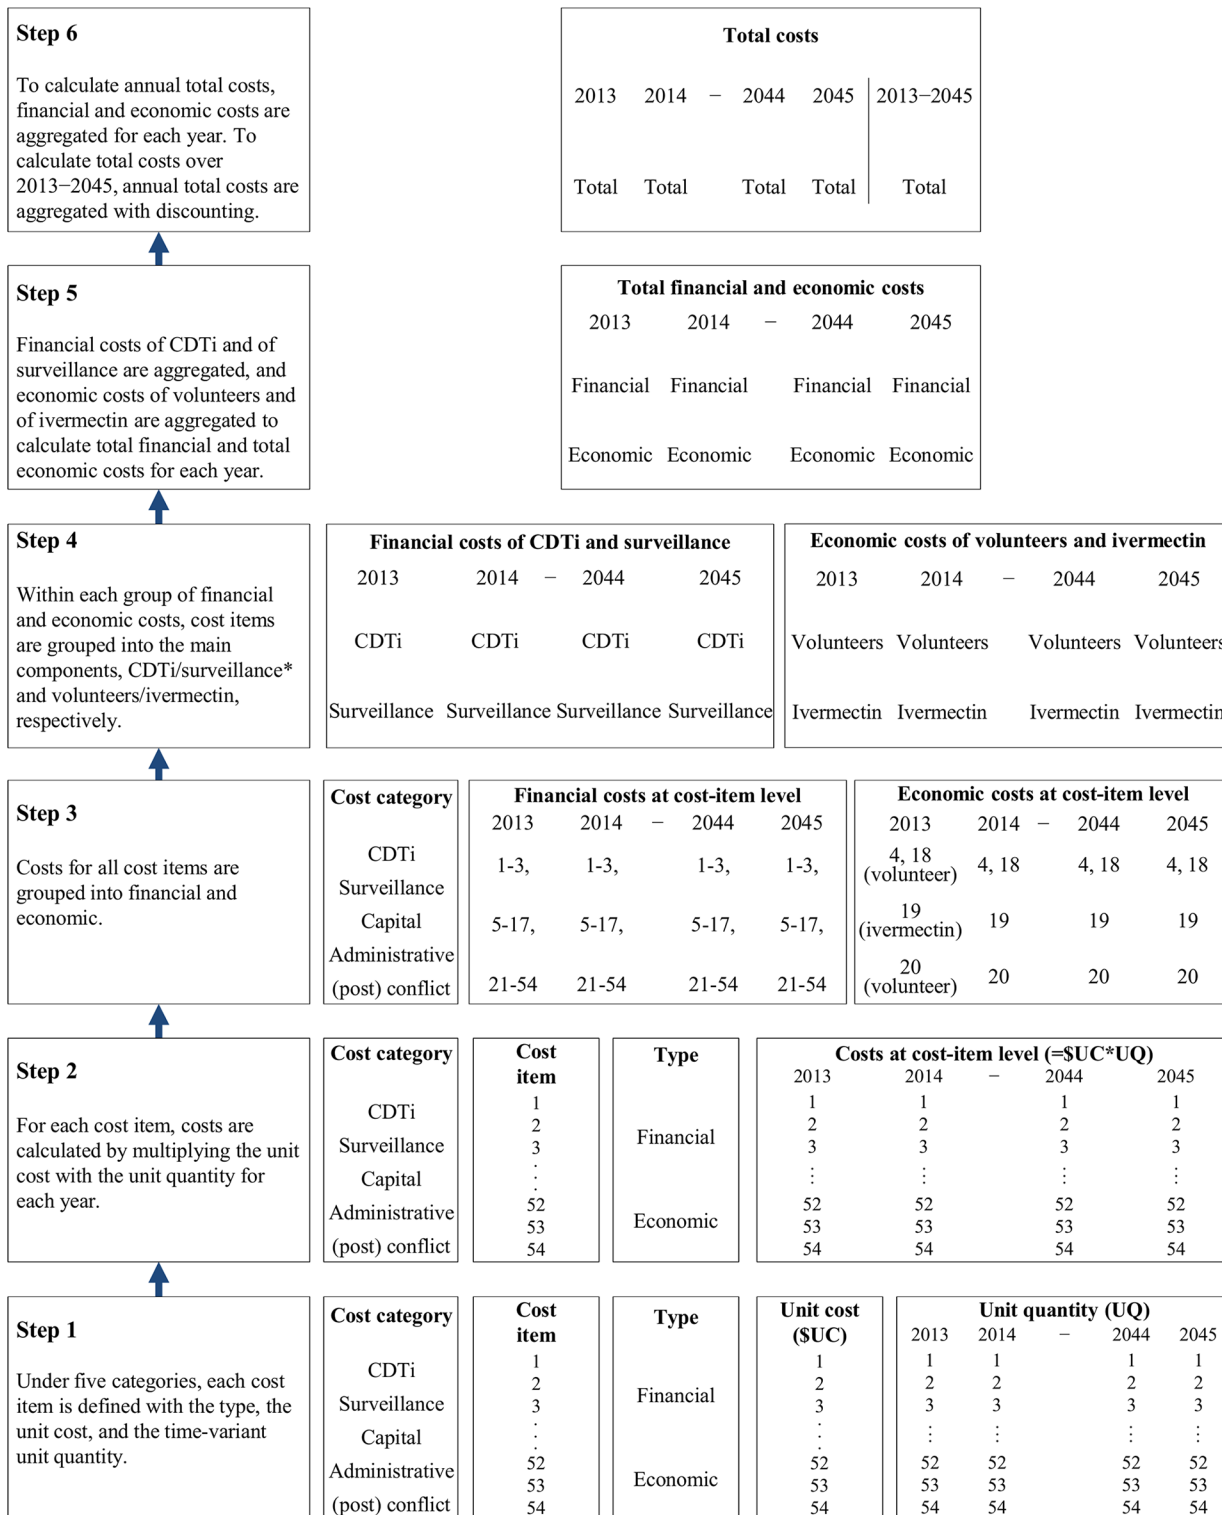 Step 6
To calculate annual total costs,
financial and economic costs are
aggregated for each year. To
calculate total costs over
2013−2045, annual total costs are
aggregated with discounting.
Total costs
2013 2014 − 2044 2045 2013−2045
Total Total Total Total Total
Step 5
Financial costs of CDTi and of
surveillance are aggregated, and
economic costs of volunteers and
of ivermectin are aggregated to
calculate total financial and total
economic costs for each year.
Total financial and economic costs
2013 2014 − 2044 2045
Financial Financial Financial Financial
Economic Economic Economic Economic
Step 4
Within each group of financial
and economic costs, cost items
are grouped into the main
components, CDTi/surveillance*
and volunteers/ivermectin,
respectively.
Financial costs of CDTi and surveillance
2013 2014 − 2044 2045
CDTi CDTi CDTi CDTi
Surveillance Surveillance Surveillance Surveillance
Economic costs of volunteers and ivermectin
2013 2014 − 2044 2045
Volunteers Volunteers Volunteers Volunteers
Ivermectin Ivermectin Ivermectin Ivermectin
Step 3
Costs for all cost items are
grouped into financial and
economic.
Cost category
CDTi
Surveillance
Capital
Administrative
(post) conflict
Financial costs at cost-item level
2013 2014 − 2044 2045
1-3, 1-3, 1-3, 1-3,
5-17, 5-17, 5-17, 5-17,
21-54 21-54 21-54 21-54
Economic costs at cost-item level
2013 2014 − 2044 2045
4, 18 4, 18 4, 18 4, 18
(volunteer)
19 19 19 19
(ivermectin)
20 20 20 20
(volunteer)
Step 2
For each cost item, costs are
calculated by multiplying the unit
cost with the unit quantity for
each year.
Cost category
CDTi
Surveillance
Capital
Administrative
(post) conflict
Cost
item
1
2
3
⋮
52
53
54
Type
Financial
Economic
Costs at cost-item level (=$UC*UQ)
2013 2014 − 2044 2045
1 1 1 1
2 2 2 2
3 3 3 3
⋮ ⋮ ⋮ ⋮
52 52 52 52
53 53 53 53
54 54 54 54
Step 1
Under five categories, each cost
item is defined with the type, the
unit cost, and the time-variant
unit quantity.
Cost category
CDTi
Surveillance
Capital
Administrative
(post) conflict
Cost
item
1
2
3
⋮
52
53
54
Type
Financial
Economic
Unit cost
($UC)
1
2
3
⋮
52
53
54
Unit quantity (UQ)
2013 2014 − 2044 2045
1 1 1 1
2 2 2 2
3 3 3 3
⋮ ⋮ ⋮ ⋮
52 52 52 52
53 53 53 53
54 54 54 54